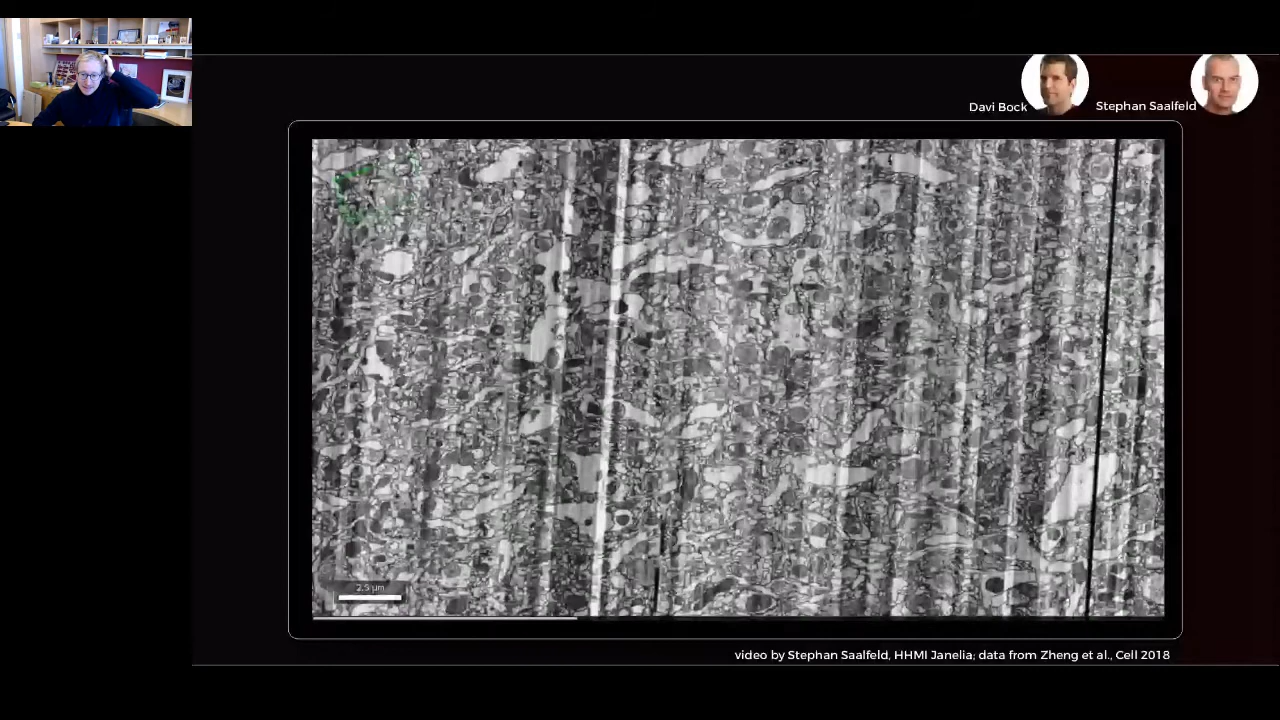 Davi Bock
Stephan Saalfeld
2.5 µm
video by Stephan Saalfeld, HHMI Janelia; data from Zheng et al., Cell 2018